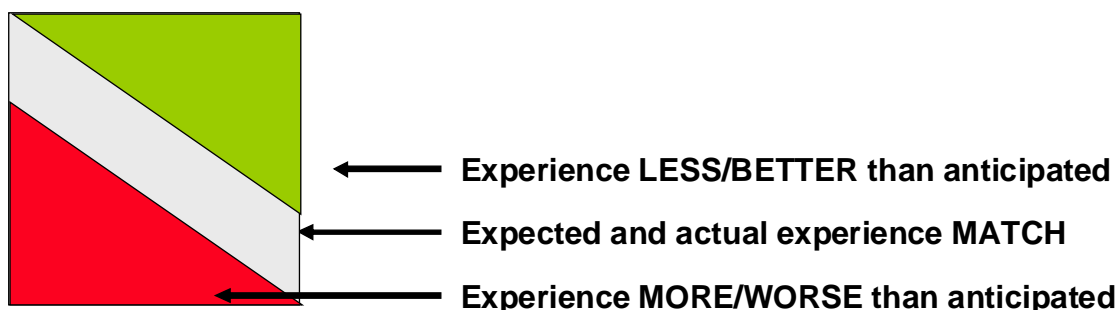 Experience LESS/BETTER than anticipated
Expected and actual experience MATCH
Experience MORE/WORSE than anticipated